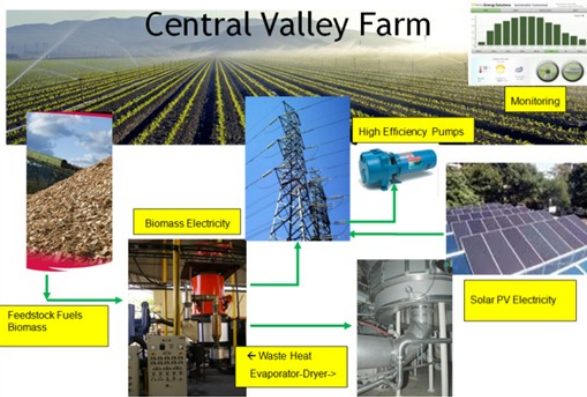 Central Valley Farm
Monitoring
High Efficiency Pumps
Biomass Electricity
Feedstock Fuels
Biomass
Solar PV Electricity
← Waste Heat
Evaporator-Dryer->